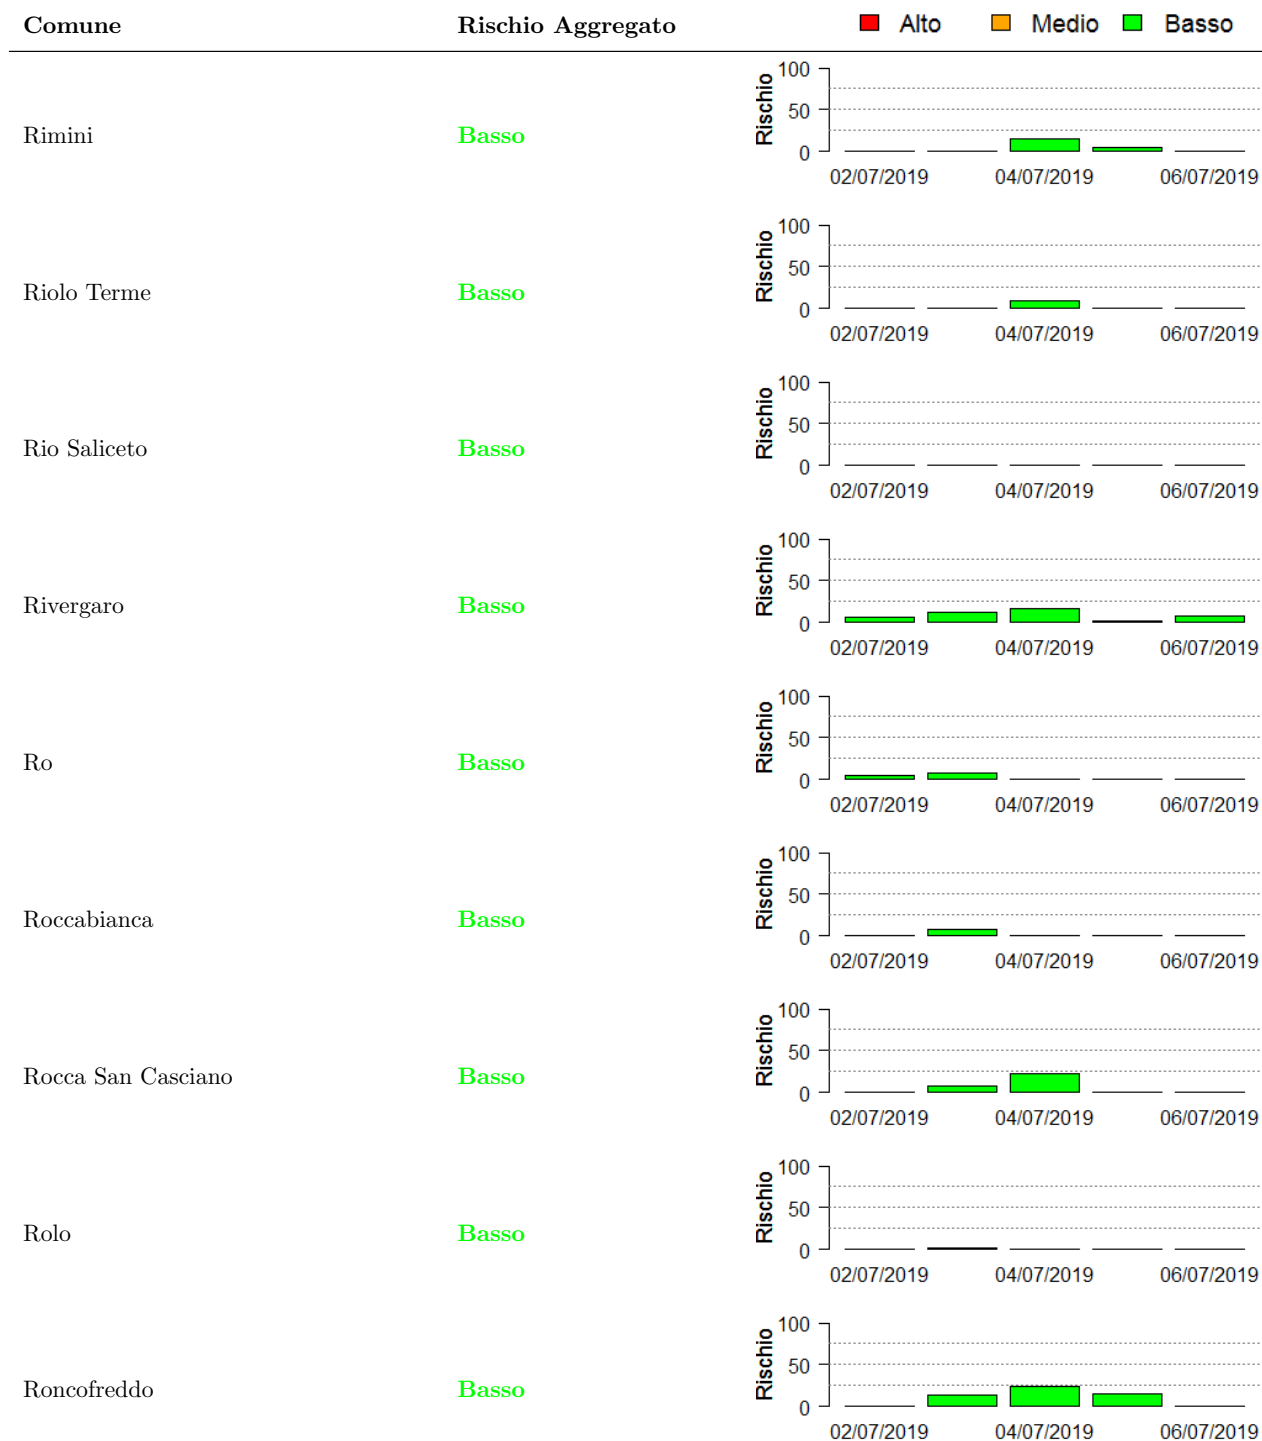 Comune Rischio Aggregato Alto Medio Basso
100
50
0
Rischio
Rimini Basso
02/07/2019 04/07/2019 06/07/2019
100
50
0
Rischio
Riolo Terme Basso
02/07/2019 04/07/2019 06/07/2019
100
50
0
Rischio
Rio Saliceto Basso
02/07/2019 04/07/2019 06/07/2019
100
50
0
Rischio
Rivergaro Basso
02/07/2019 04/07/2019 06/07/2019
100
50
0
Rischio
Ro Basso
02/07/2019 04/07/2019 06/07/2019
100
50
0
Rischio
Roccabianca Basso
02/07/2019 04/07/2019 06/07/2019
100
50
0
Rischio
Rocca San Casciano Basso
02/07/2019 04/07/2019 06/07/2019
100
50
0
Rischio
Rolo Basso
02/07/2019 04/07/2019 06/07/2019
100
50
0
Rischio
Roncofreddo Basso
02/07/2019 04/07/2019 06/07/2019